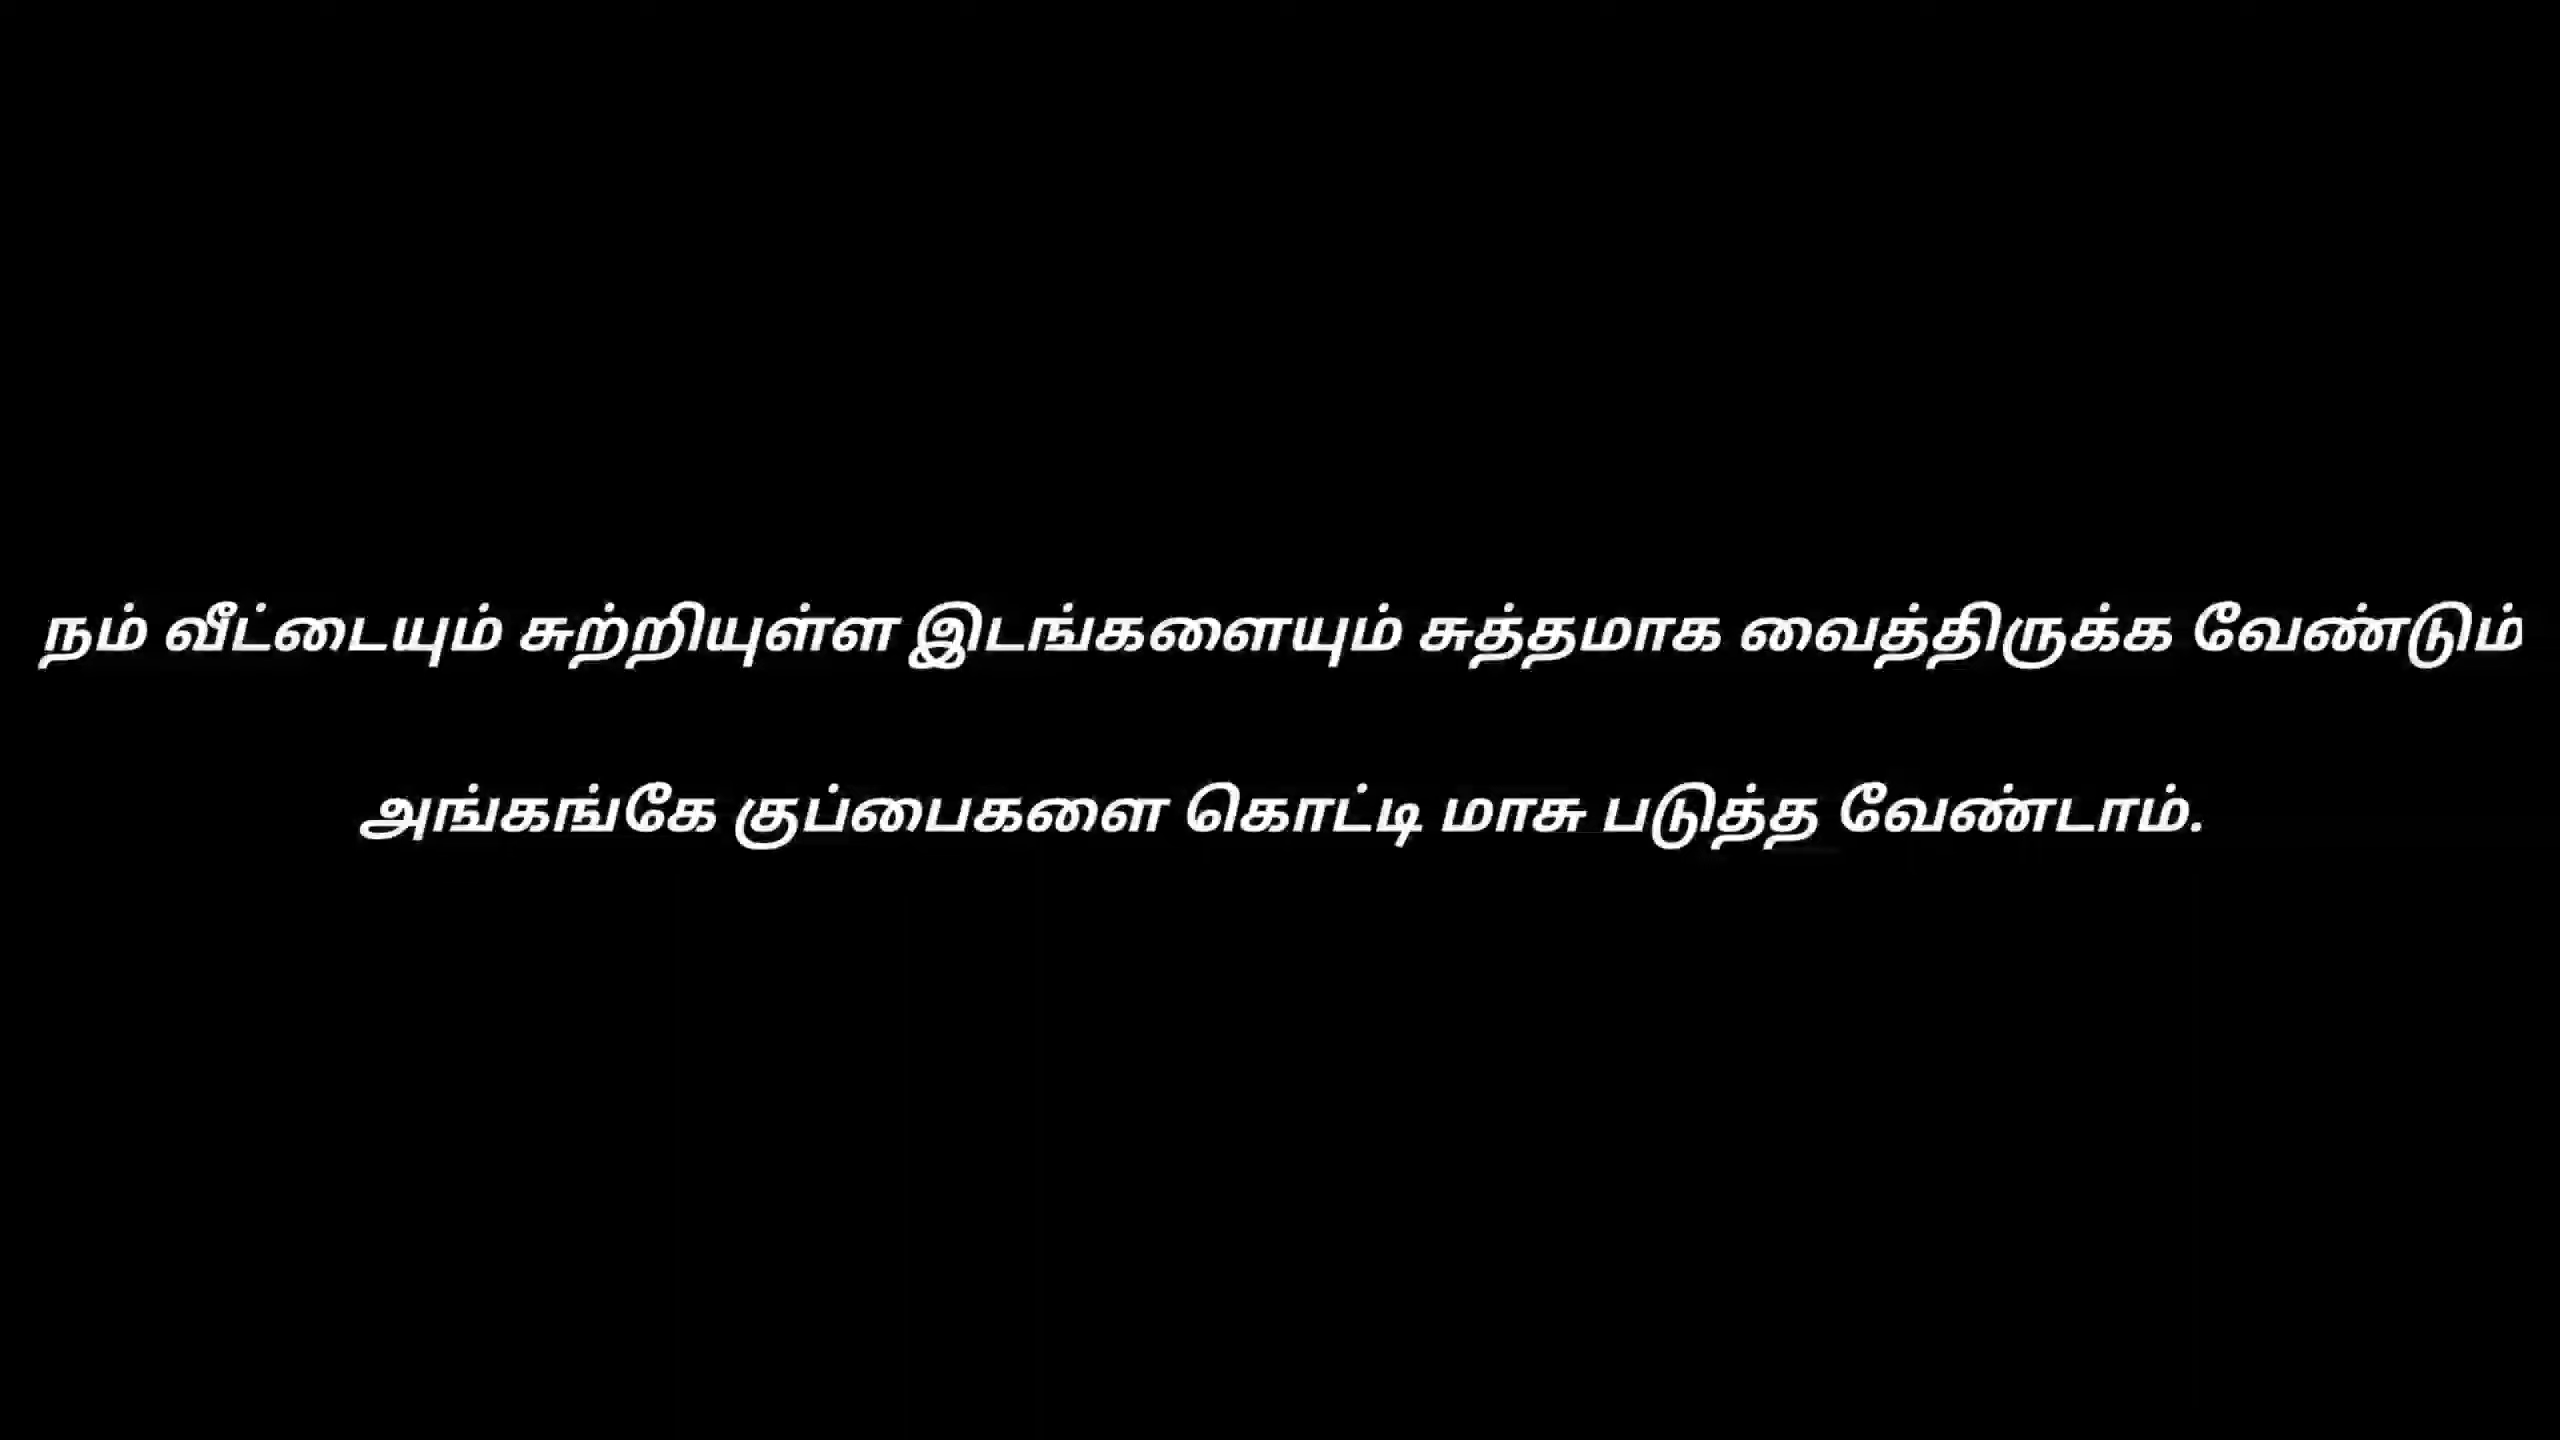 நம் வீட்டையும் சுற்றியுள்ள இடங்களையும் சுத்தமாக வைத்திருக்க வேண்டும்
அங்கங்கே குப்பைகளை கொட்டி மாசு படுத்த வேண்டாம்.